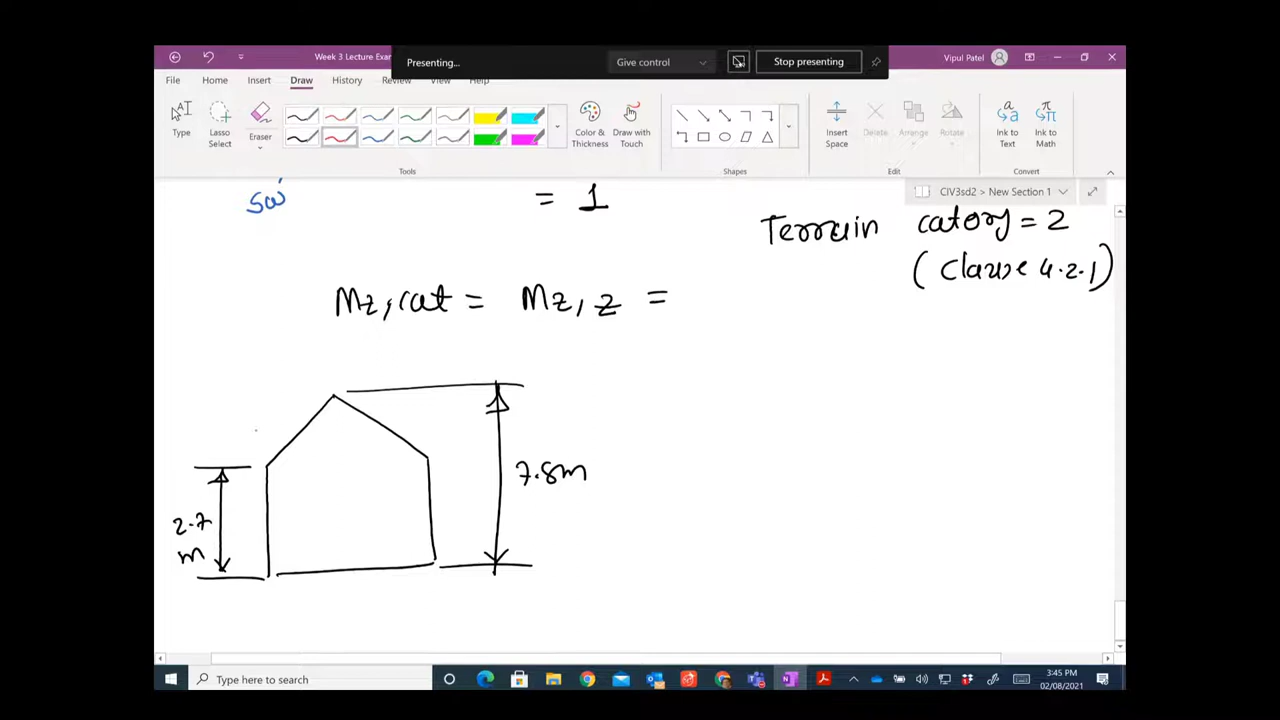 Week 3 Lecture Exa
Presenting...
Give control
Stop presenting
Vipul Patel
File Home Insert Draw History Review View Help
Type
Lasso Select
Eraser
Color & Thickness
Draw with Touch
Insert Space
Delete
Arrange
Rotate
Ink to Text
Ink to Math
Tools
Shapes
Edit
Convert
CIV3sd2 > New Section 1
= 1
Terrain catory = 2
(Clause 4.2.1)
Mz,cat = Mz,z =
7.8m
2.7
m
Type here to search
3:45 PM
02/08/2021